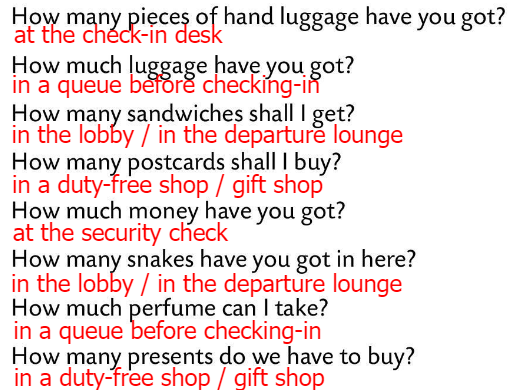 How many pieces of hand luggage have you got?
at the check-in desk
How much luggage have you got?
in a queue before checking-in
How many sandwiches shall I get?
in the lobby / in the departure lounge
How many postcards shall I buy?
in a duty-free shop / gift shop
How much money have you got?
at the security check
How many snakes have you got in here?
in the lobby / in the departure lounge
How much perfume can I take?
in a queue before checking-in
How many presents do we have to buy?
in a duty-free shop / gift shop